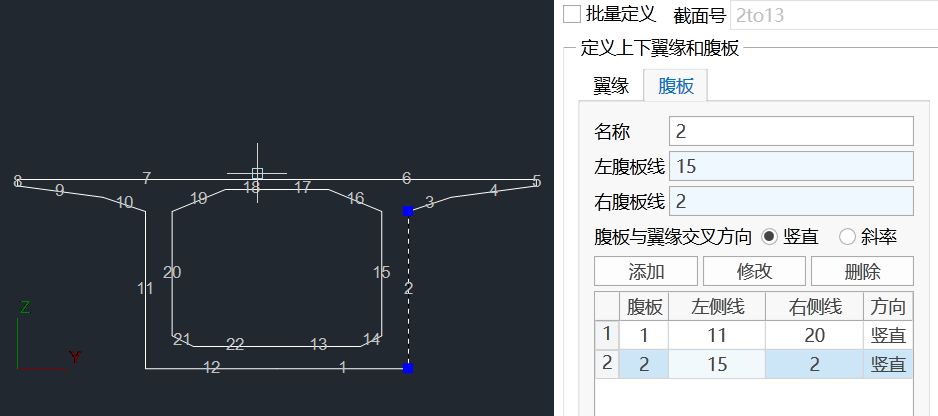 批量定义 截面号 2to13
定义上下翼缘和腹板
翼缘 腹板
名称 2
左腹板线 15
右腹板线 2
腹板与翼缘交叉方向 竖直 斜率
添加 修改 删除
腹板 左侧线 右侧线 方向
1 1 11 20 竖直
2 2 15 2 竖直
8 7 6 5
9 18 17 4
10 19 16 3
20 15
11 2
21 14
22 13
12 1
Z
Y